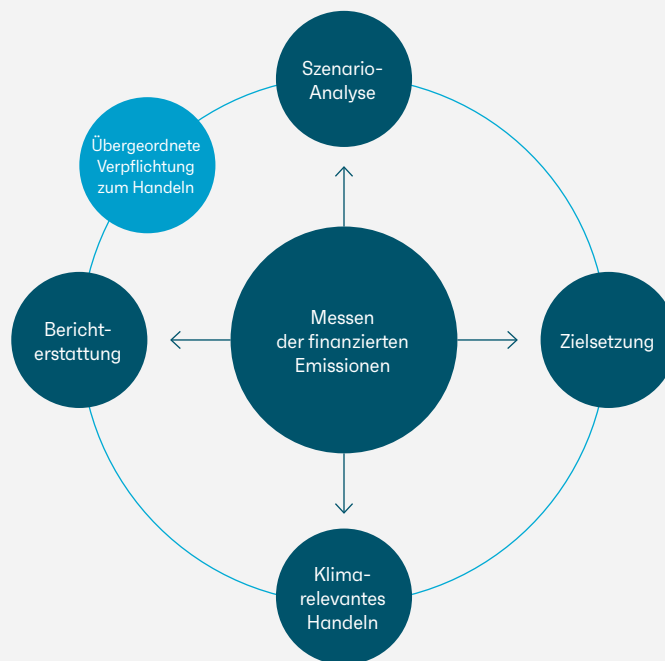 Szenario-
Analyse
Übergeordnete
Verpflichtung
zum Handeln
Bericht-
erstattung
Messen
der finanzierten
Emissionen
Zielsetzung
Klima-
relevantes
Handeln